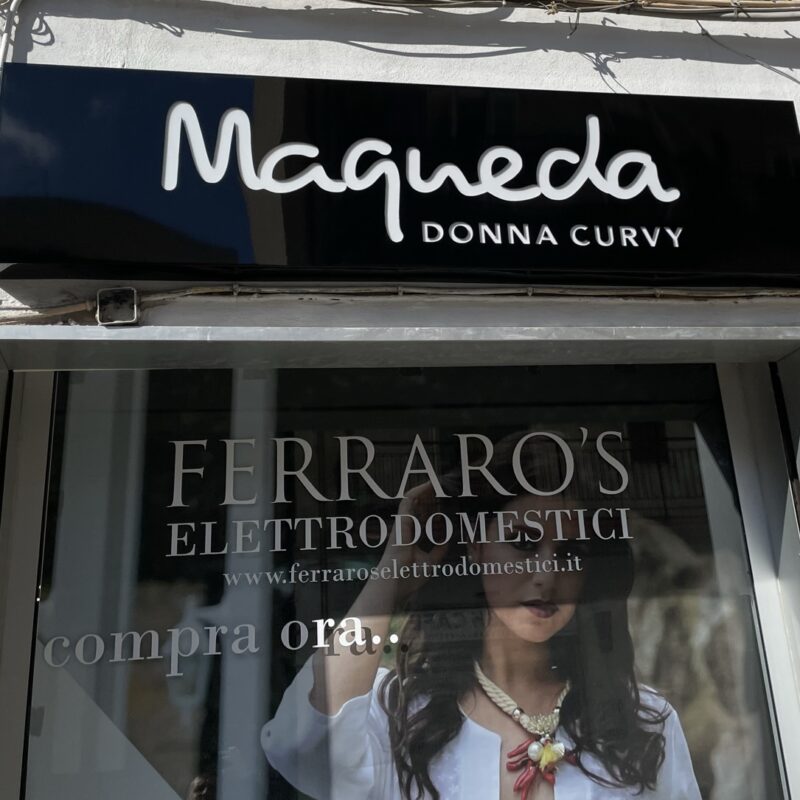 Maqueda
DONNA CURVY
FERRARO'S
ELETTRODOMESTICI
www.ferraroselettrodomestici.it
compra ora..